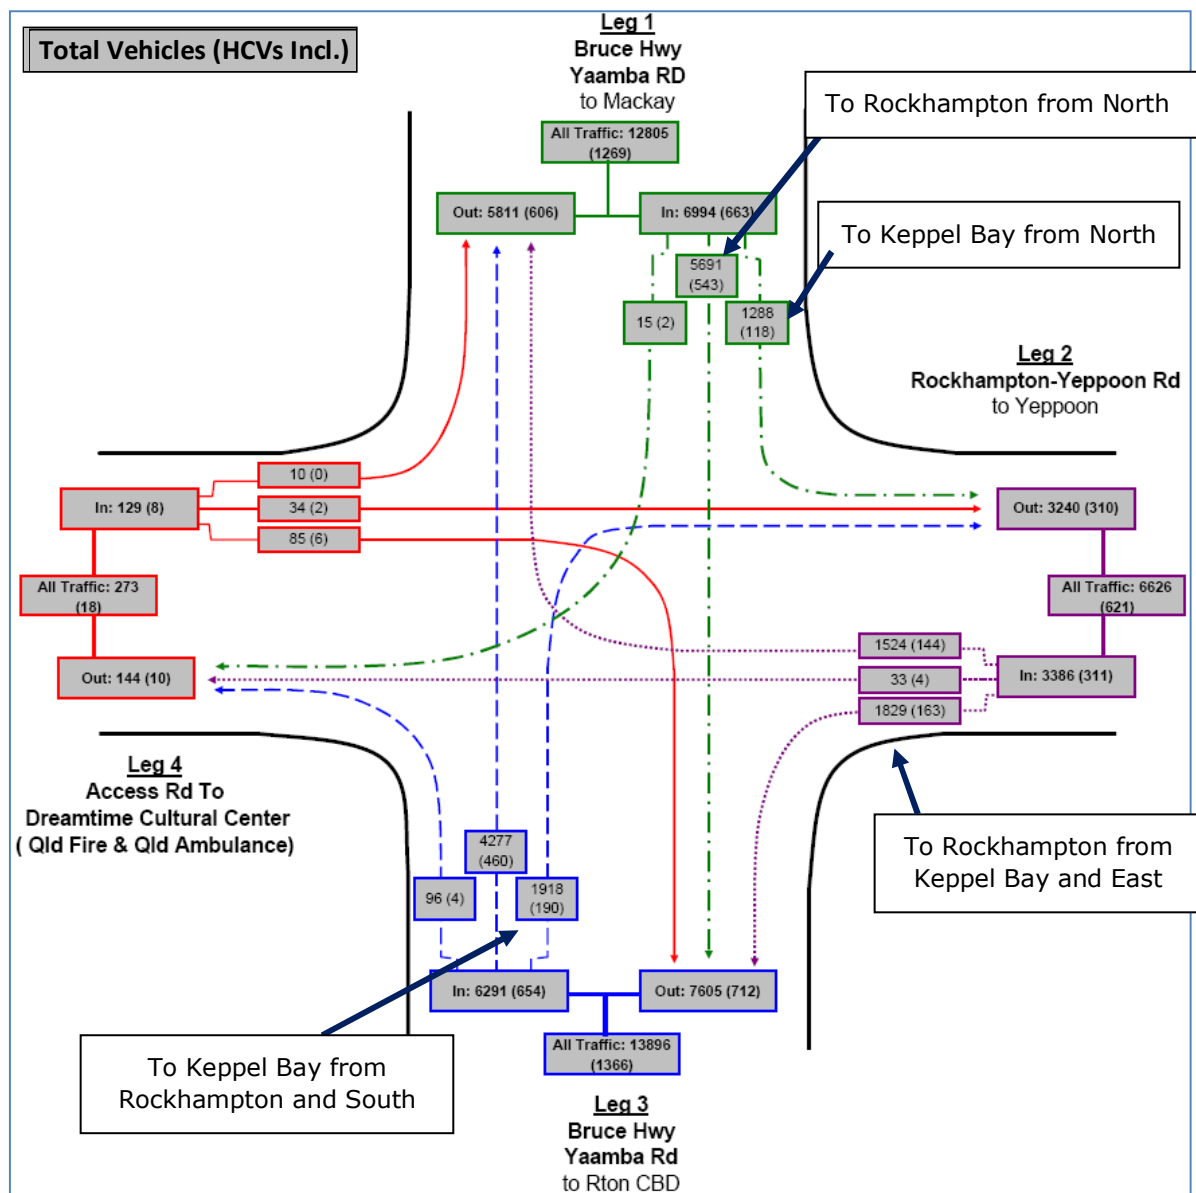 Total Vehicles (HCVs Incl.)
Leg 1
Bruce Hwy
Yaamba RD
to Mackay
All Traffic: 12805
(1269)
Out: 5811 (606)
In: 6994 (663)
To Rockhampton from North
To Keppel Bay from North
5691
(543)
15 (2)
1288
(118)
Leg 2
Rockhampton-Yeppoon Rd
to Yeppoon
10 (0)
In: 129 (8)
34 (2)
85 (6)
Out: 3240 (310)
All Traffic: 273
(18)
All Traffic: 6626
(621)
Out: 144 (10)
1524 (144)
33 (4)
1829 (163)
In: 3386 (311)
Leg 4
Access Rd To
Dreamtime Cultural Center
( Qld Fire & Qld Ambulance)
4277
(460)
96 (4)
1918
(190)
To Rockhampton from
Keppel Bay and East
In: 6291 (654)
Out: 7605 (712)
All Traffic: 13896
(1366)
To Keppel Bay from
Rockhampton and South
Leg 3
Bruce Hwy
Yaamba Rd
to Rton CBD